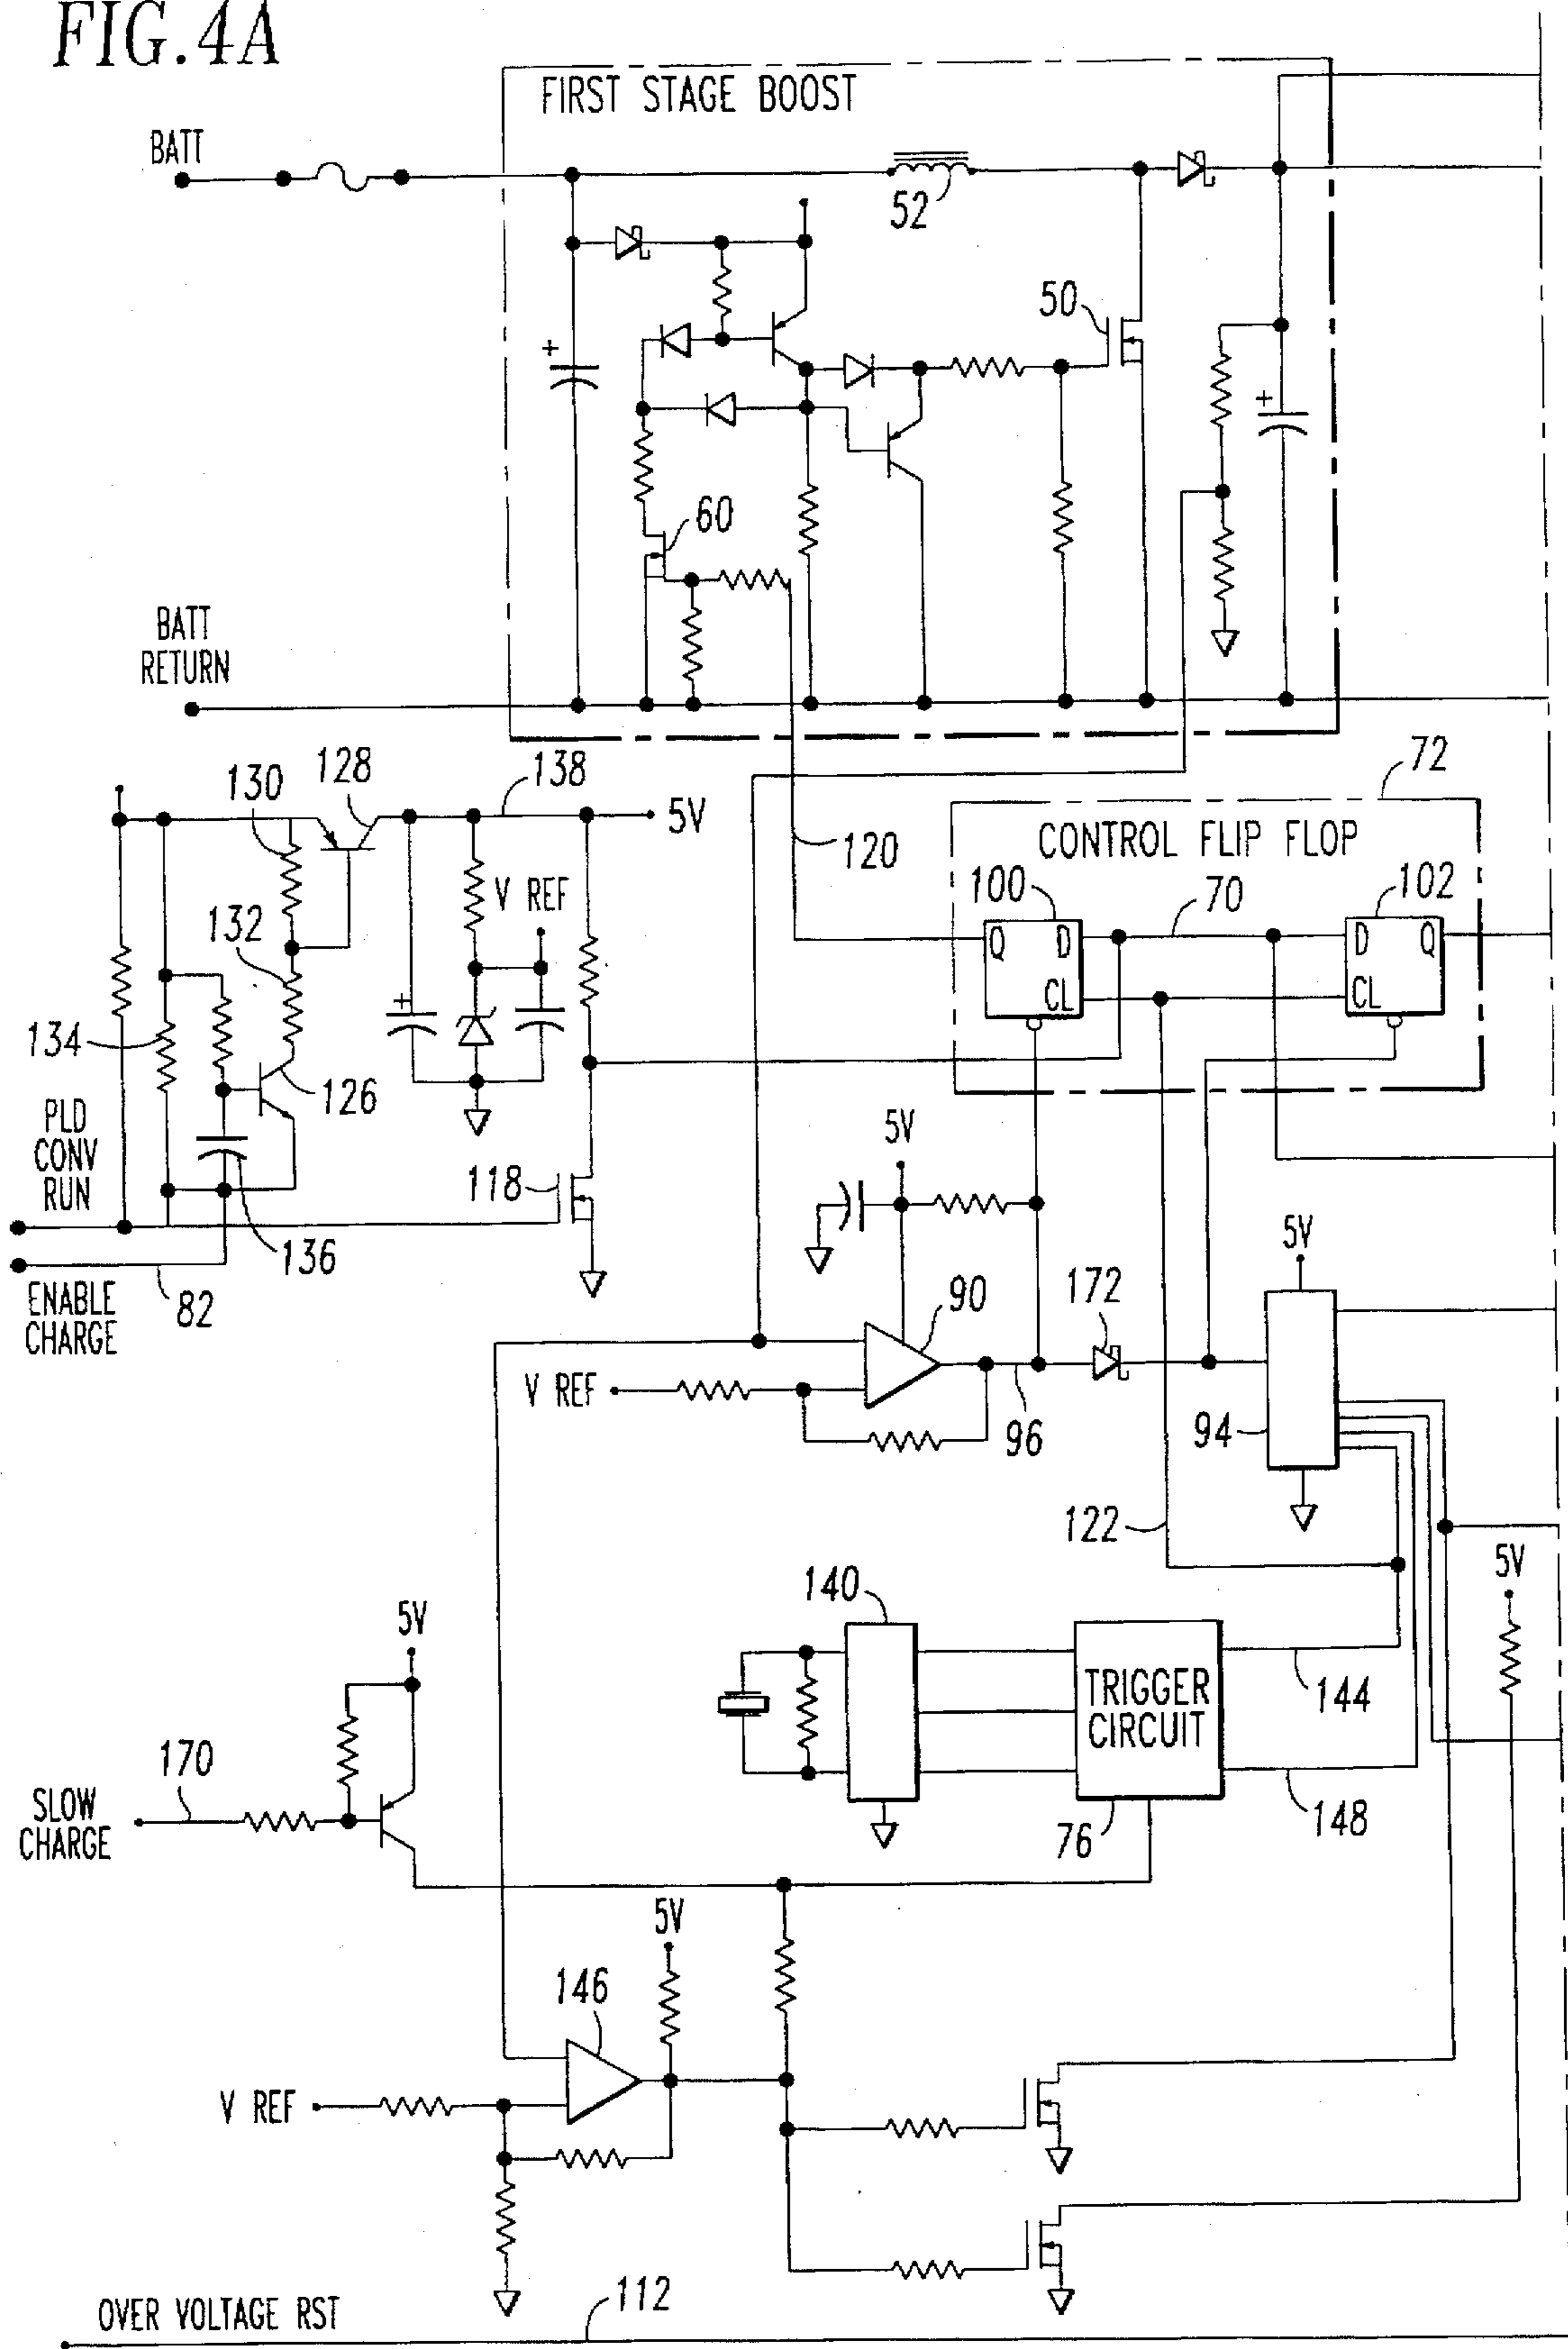 FIG.4A
FIRST STAGE BOOST
BATT
52
50
60
BATT
RETURN
130
128
138
5V
72
120
CONTROL FLIP FLOP
100
70
102
V REF
Q
D
D
Q
CL
CL
132
134
126
PLD
CONV
RUN
5V
118
136
ENABLE
CHARGE
82
90
172
5V
V REF
96
94
122
5V
140
5V
TRIGGER
CIRCUIT
144
170
SLOW
CHARGE
76
148
5V
146
V REF
OVER VOLTAGE RST
112